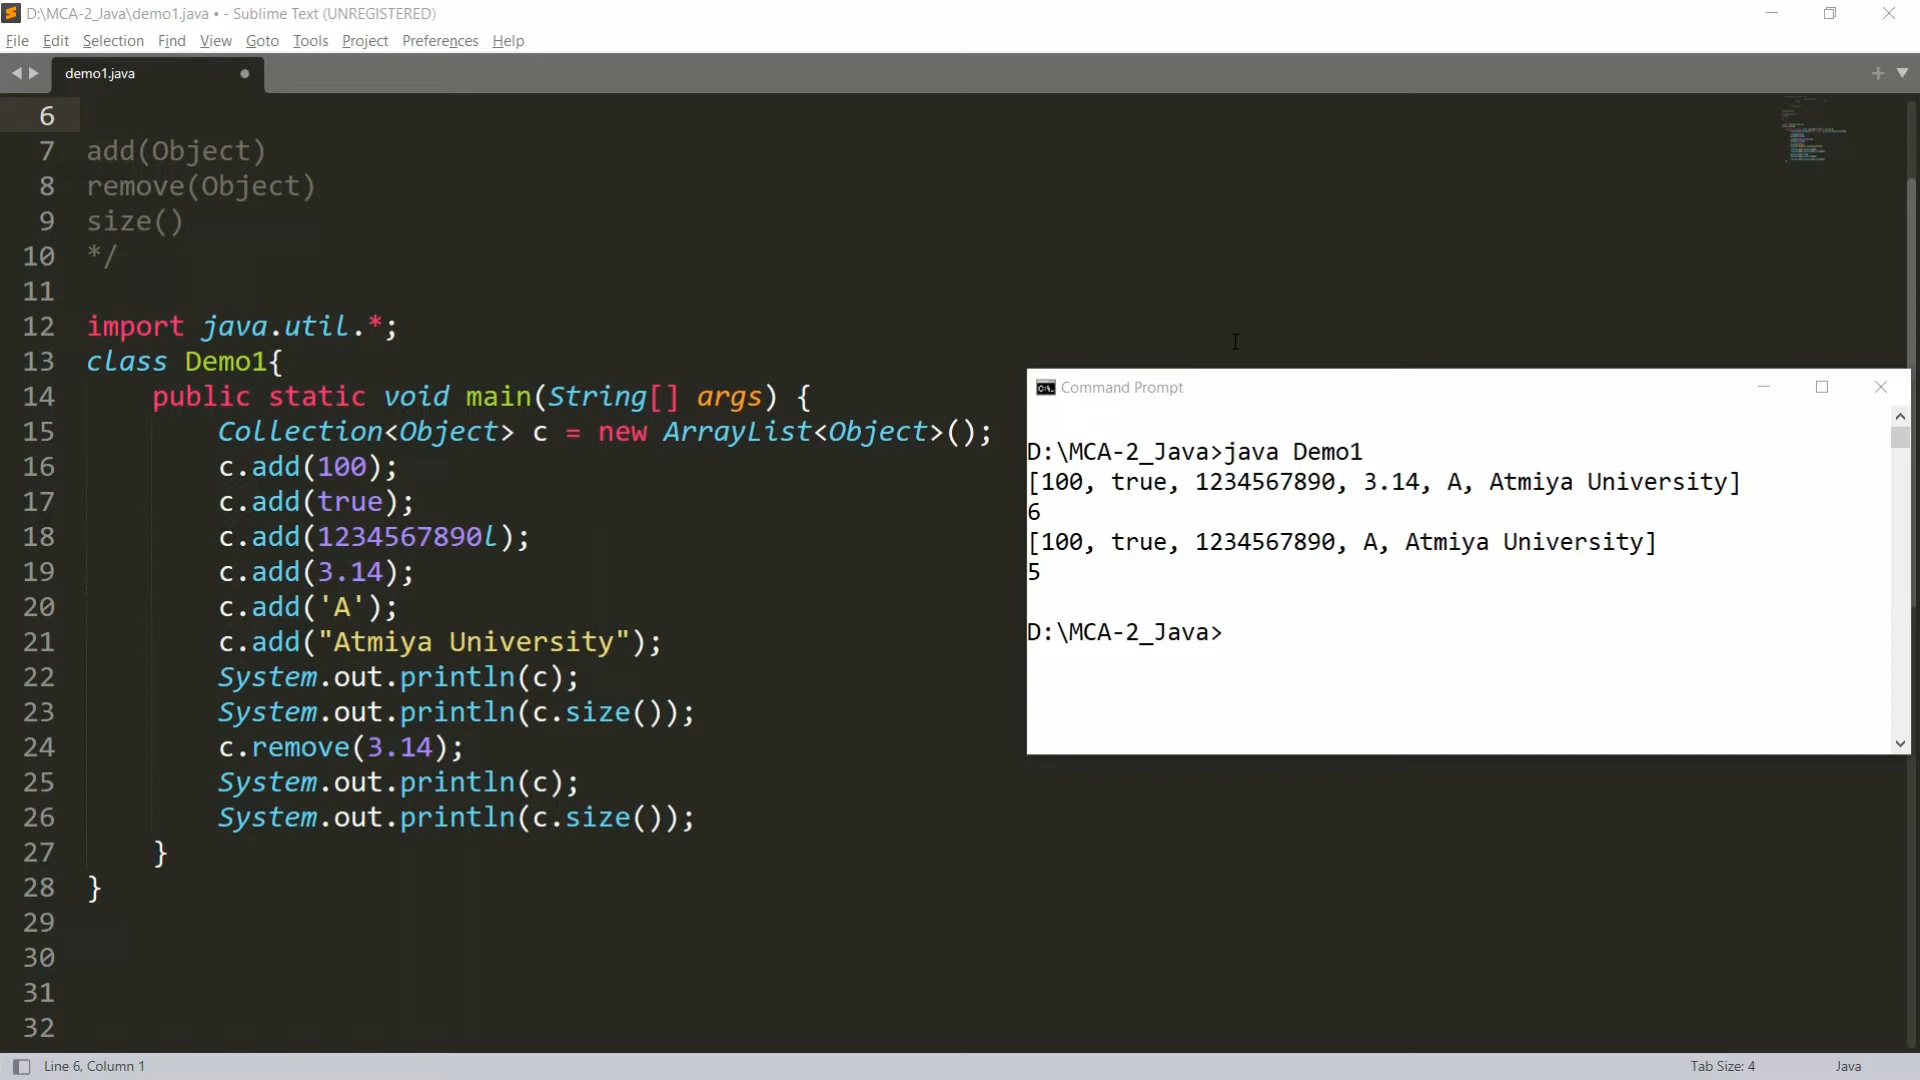 D:\MCA-2_Java\demo1.java • - Sublime Text (UNREGISTERED)
File Edit Selection Find View Goto Tools Project Preferences Help
demo1.java
6
7 add(Object)
8 remove(Object)
9 size()
10 */
11
12 import java.util.*;
13 class Demo1{
14     public static void main(String[] args) {
15         Collection<Object> c = new ArrayList<Object>();
16         c.add(100);
17         c.add(true);
18         c.add(1234567890l);
19         c.add(3.14);
20         c.add('A');
21         c.add("Atmiya University");
22         System.out.println(c);
23         System.out.println(c.size());
24         c.remove(3.14);
25         System.out.println(c);
26         System.out.println(c.size());
27     }
28 }
29
30
31
32
Command Prompt
D:\MCA-2_Java>java Demo1
[100, true, 1234567890, 3.14, A, Atmiya University]
6
[100, true, 1234567890, A, Atmiya University]
5
D:\MCA-2_Java>
Line 6, Column 1
Tab Size: 4
Java